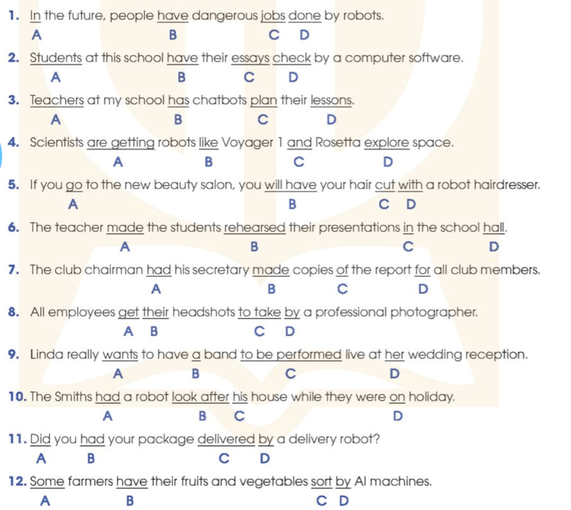 1. In the future, people have dangerous jobs done by robots.
A B C D
2. Students at this school have their essays check by a computer software.
A B C D
3. Teachers at my school has chatbots plan their lessons.
A B C D
4. Scientists are getting robots like Voyager 1 and Rosetta explore space.
A B C D
5. If you go to the new beauty salon, you will have your hair cut with a robot hairdresser.
A B C D
6. The teacher made the students rehearsed their presentations in the school hall.
A B C D
7. The club chairman had his secretary made copies of the report for all club members.
A B C D
8. All employees get their headshots to take by a professional photographer.
A B C D
9. Linda really wants to have a band to be performed live at her wedding reception.
A B C D
10. The Smiths had a robot look after his house while they were on holiday.
A B C D
11. Did you had your package delivered by a delivery robot?
A B C D
12. Some farmers have their fruits and vegetables sort by AI machines.
A B C D